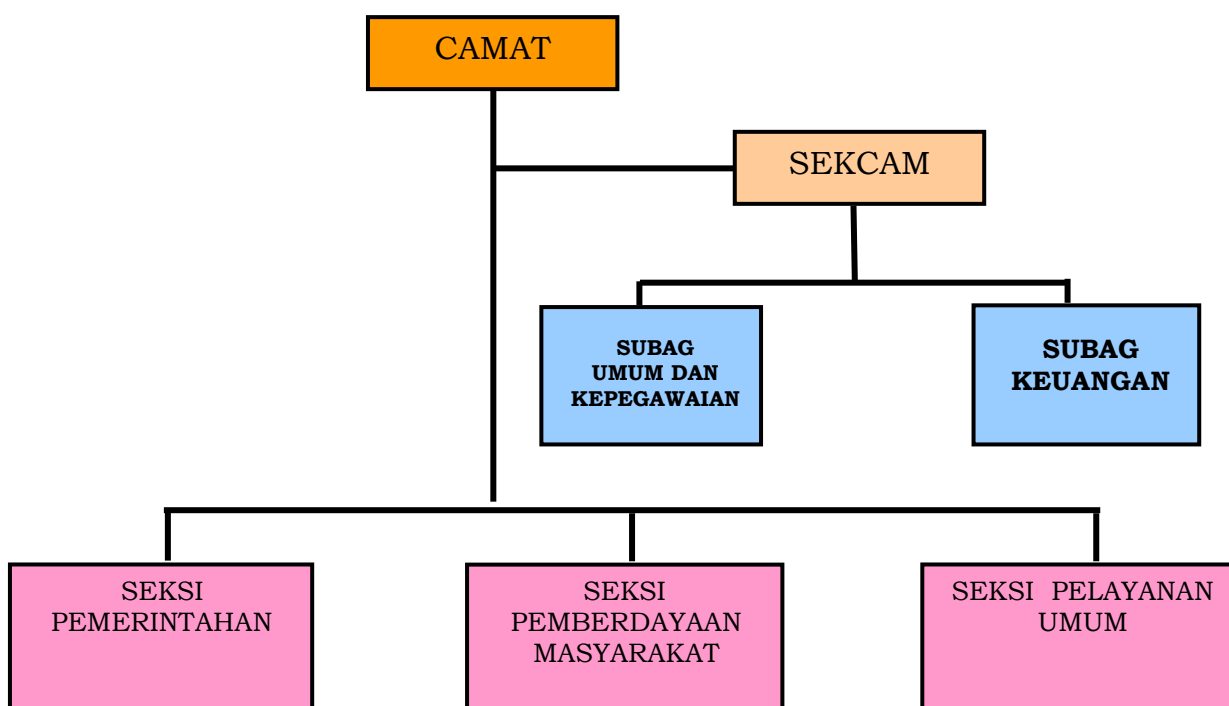 CAMAT
SEKCAM
SUBAG
UMUM DAN
KEPEGAWAIAN
SUBAG
KEUANGAN
SEKSI
PEMERINTAHAN
SEKSI
PEMBERDAYAAN
MASYARAKAT
SEKSI PELAYANAN
UMUM